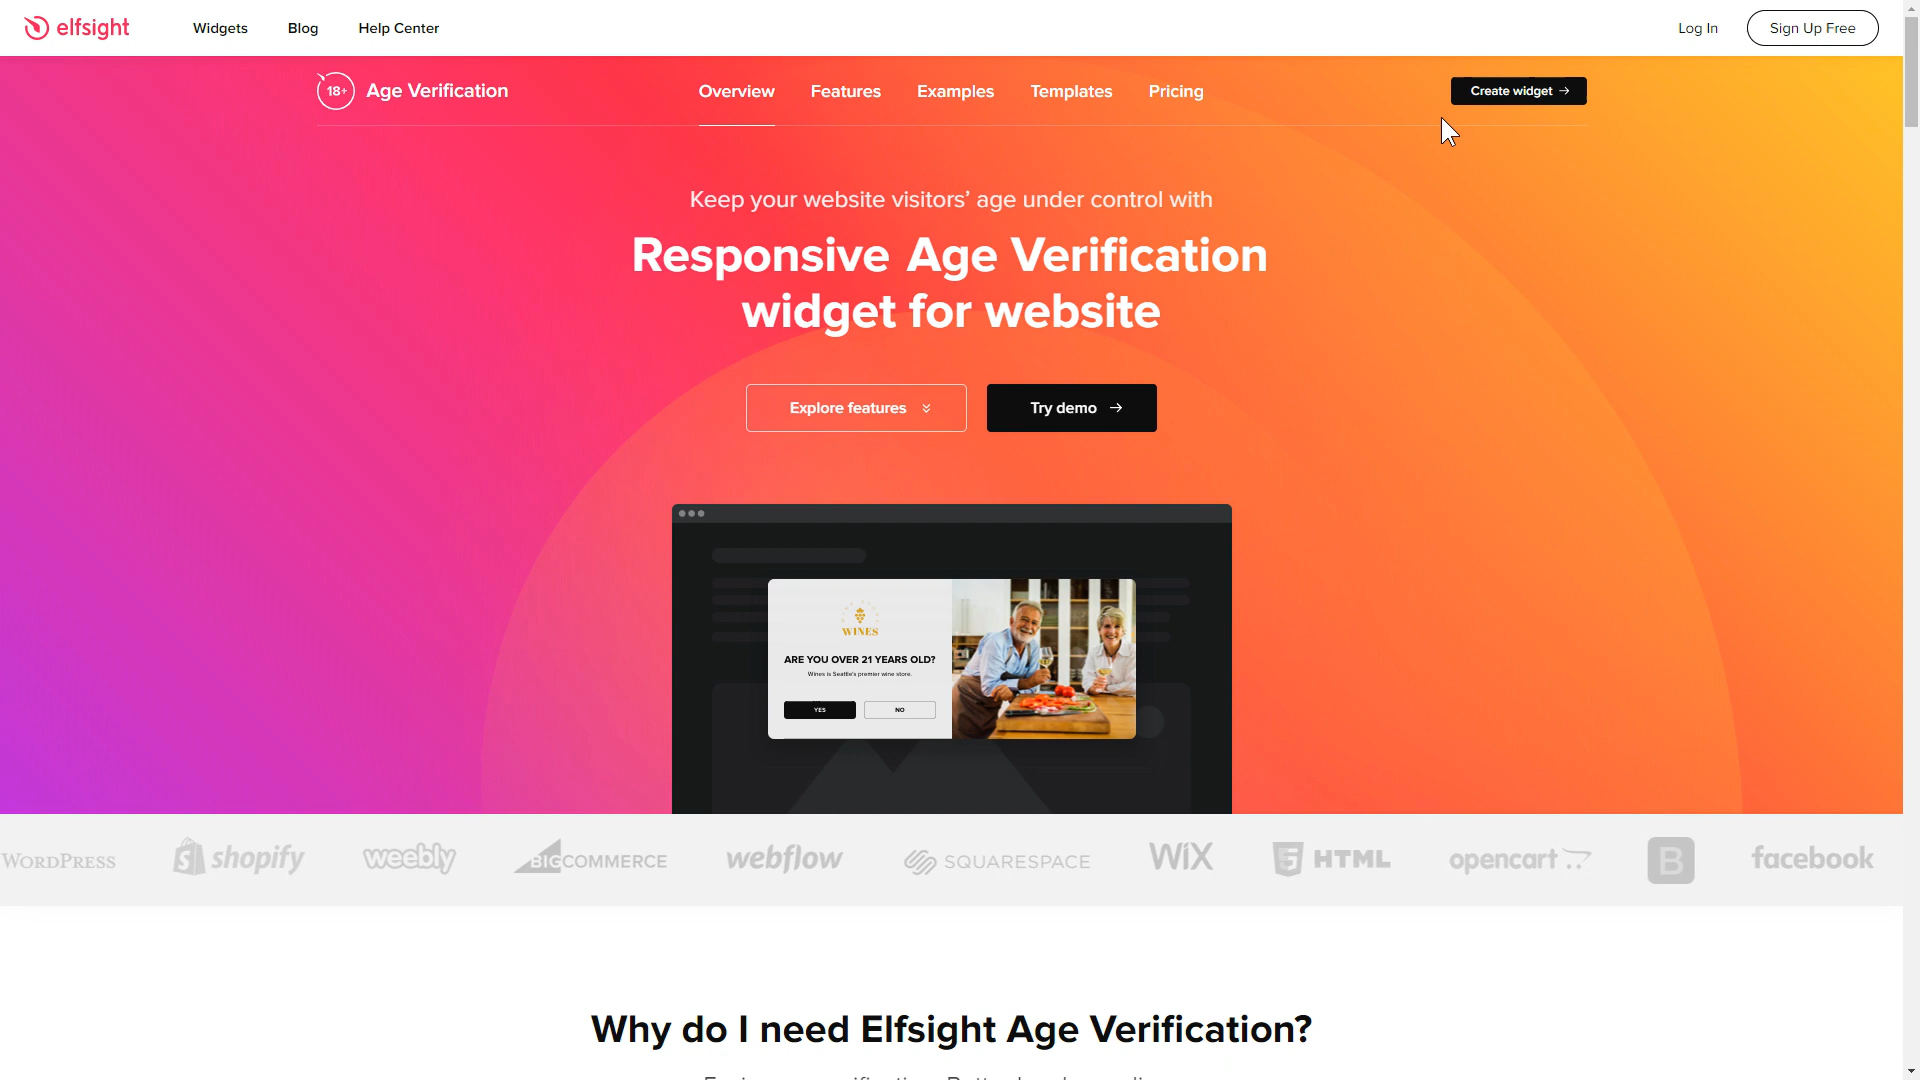 elfsight
Widgets
Blog
Help Center
Log In
Sign Up Free
18+
Age Verification
Overview
Features
Examples
Templates
Pricing
Create widget
Keep your website visitors’ age under control with
Responsive Age Verification
widget for website
Explore features
Try demo
WINES
ARE YOU OVER 21 YEARS OLD?
Wines is Seattle's premier wine store.
YES
NO
WORDPRESS
shopify
weebly
BIGCOMMERCE
webflow
SQUARESPACE
WiX
HTML
opencart
B
facebook
Why do I need Elfsight Age Verification?